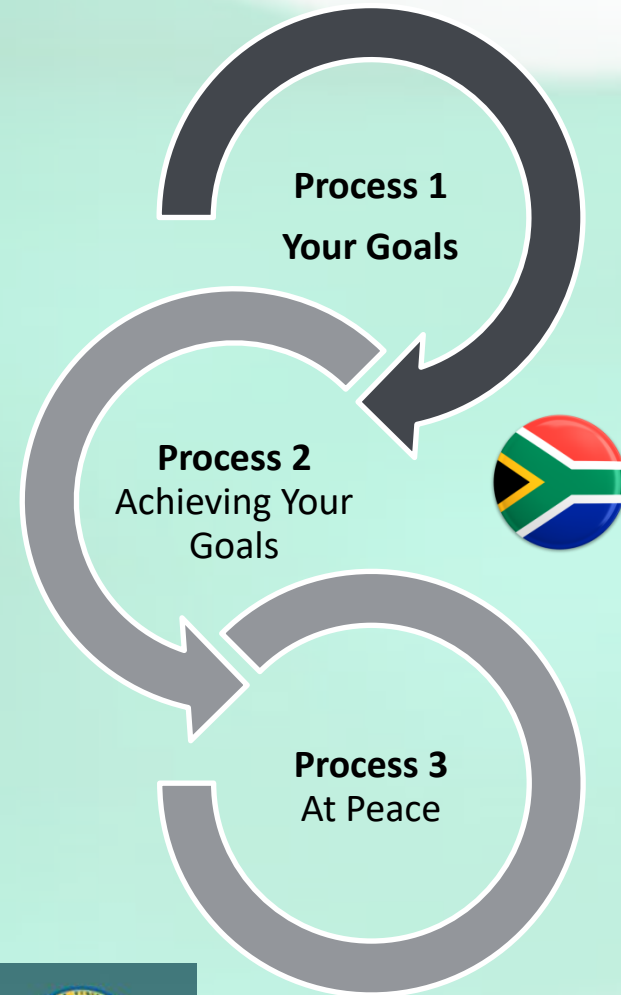 Process 1
Your Goals
Process 2
Achieving Your
Goals
Process 3
At Peace